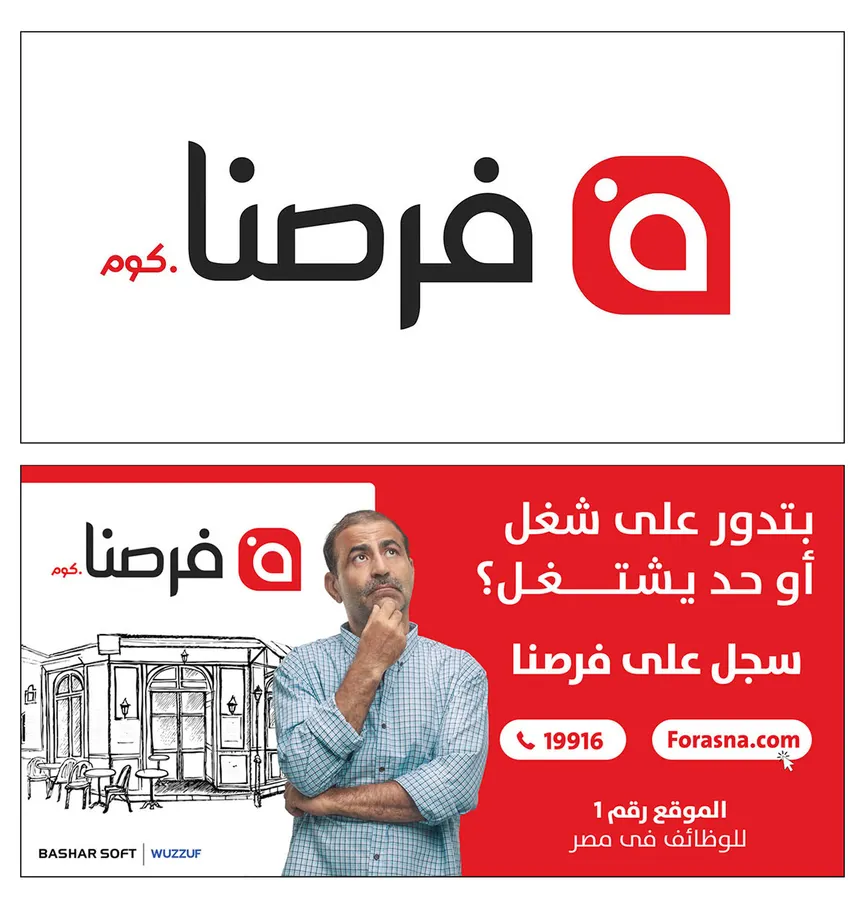 فرصنا
.كوم
فرصنا
.كوم
بتدور على شغل
أو حد يشتـــغـــل؟
سجل على فرصنا
19916
Forasna.com
الموقع رقم 1
للوظائف فى مصر
BASHAR SOFT | WUZZUF